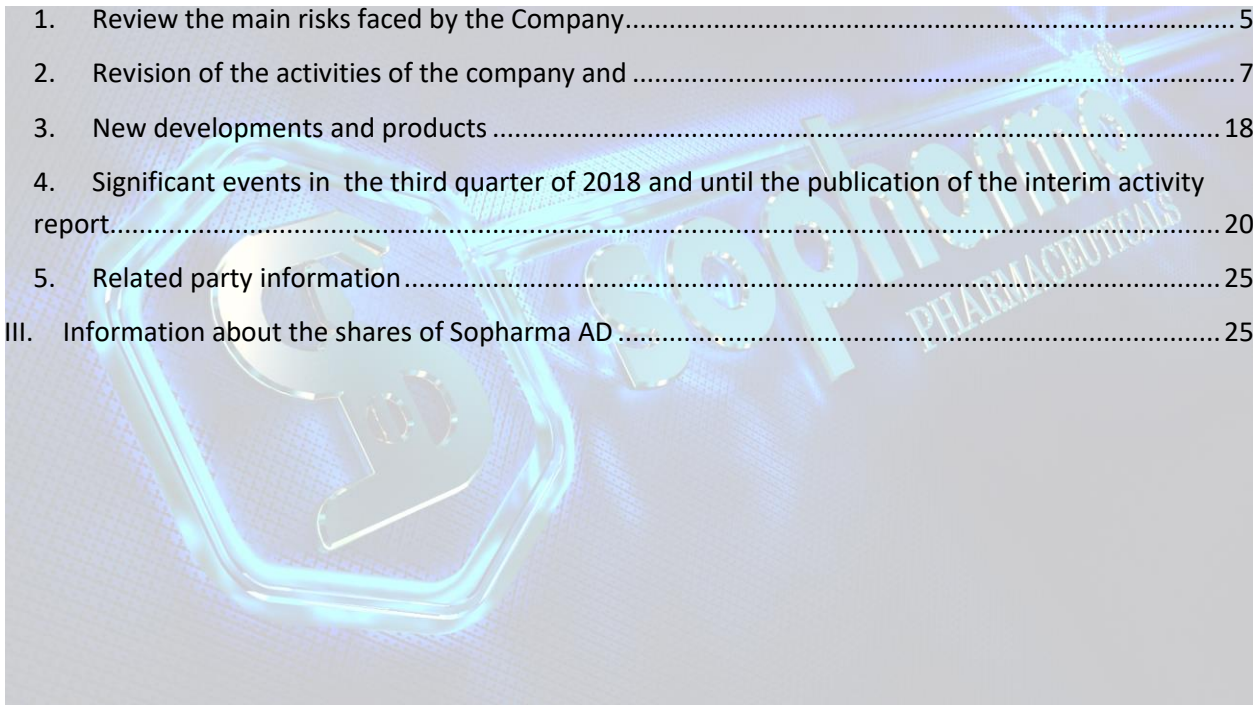 1. Review the main risks faced by the Company.......................................................................................... 5
2. Revision of the activities of the company and .......................................................................................... 7
3. New developments and products ............................................................................................................. 18
4. Significant events in the third quarter of 2018 and until the publication of the interim activity
report................................................................................................................................................................ 20
5. Related party information......................................................................................................................... 25
III. Information about the shares of Sopharma AD ..................................................................................... 25
sopharma
PHARMACEUTICALS